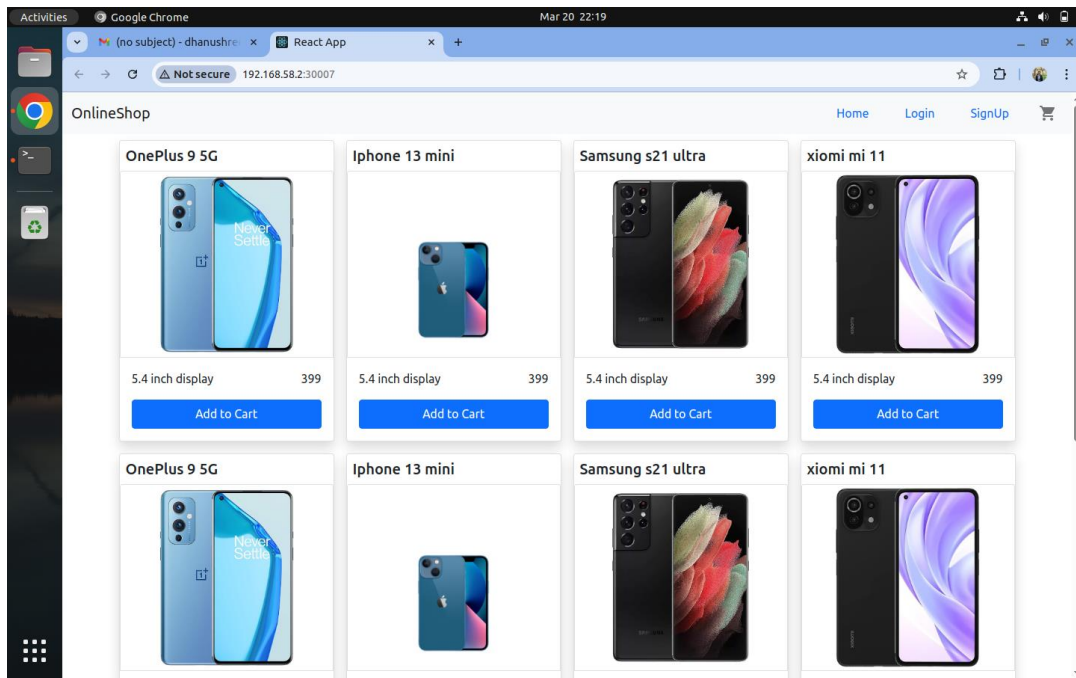 Activities Google Chrome Mar 20 22:19
(no subject) - dhanushre React App
Not secure 192.168.58.2:30007
OnlineShop Home Login SignUp
OnePlus 9 5G Iphone 13 mini Samsung s21 ultra xiomi mi 11
Never
Settle
5.4 inch display 399 5.4 inch display 399 5.4 inch display 399 5.4 inch display 399
Add to Cart Add to Cart Add to Cart Add to Cart
OnePlus 9 5G Iphone 13 mini Samsung s21 ultra xiomi mi 11
Never
Settle